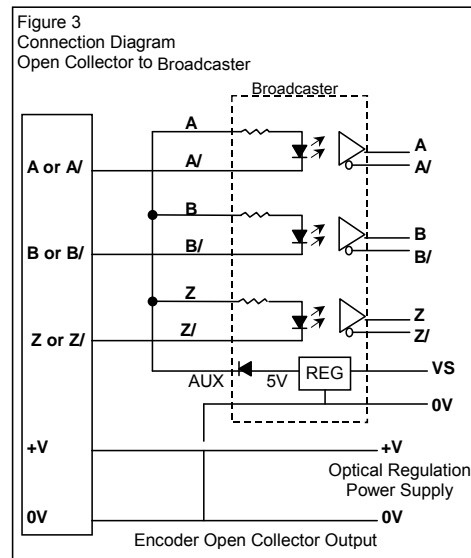 Figure 3
Connection Diagram
Open Collector to Broadcaster
Broadcaster
A
A
A or A/
A/
A/
B
B
B or B/
B/
B/
Z
Z
Z or Z/
Z/
Z/
AUX
5V
REG
VS
0V
+V
+V
Optical Regulation
Power Supply
0V
0V
Encoder Open Collector Output